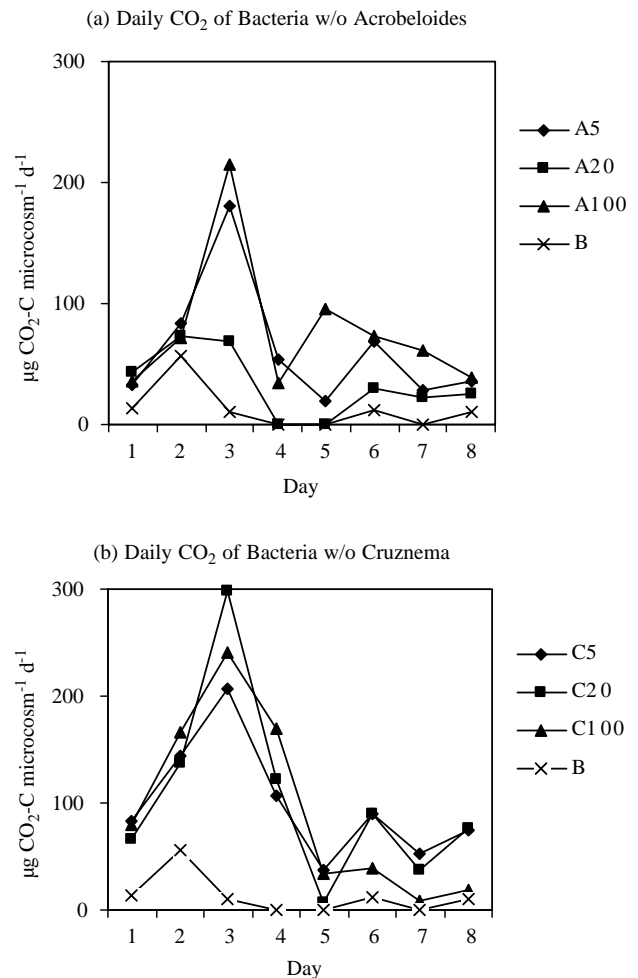 (a) Daily CO₂ of Bacteria w/o Acrobeloides
300
200
100
0
µg CO₂-C microcosm⁻¹ d⁻¹
1 2 3 4 5 6 7 8
Day
A5
A20
A100
B
(b) Daily CO₂ of Bacteria w/o Cruznema
300
200
100
0
µg CO₂-C microcosm⁻¹ d⁻¹
1 2 3 4 5 6 7 8
Day
C5
C20
C100
B